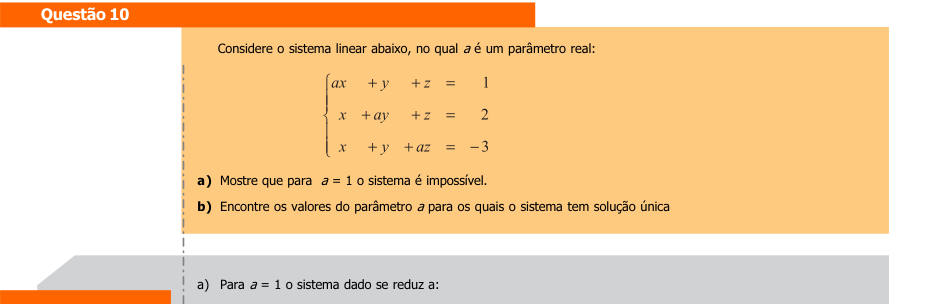 Questão 10
Considere o sistema linear abaixo, no qual a é um parâmetro real:
ax + y + z = 1
x + ay + z = 2
x + y + az = −3
a) Mostre que para a = 1 o sistema é impossível.
b) Encontre os valores do parâmetro a para os quais o sistema tem solução única
a) Para a = 1 o sistema dado se reduz a: